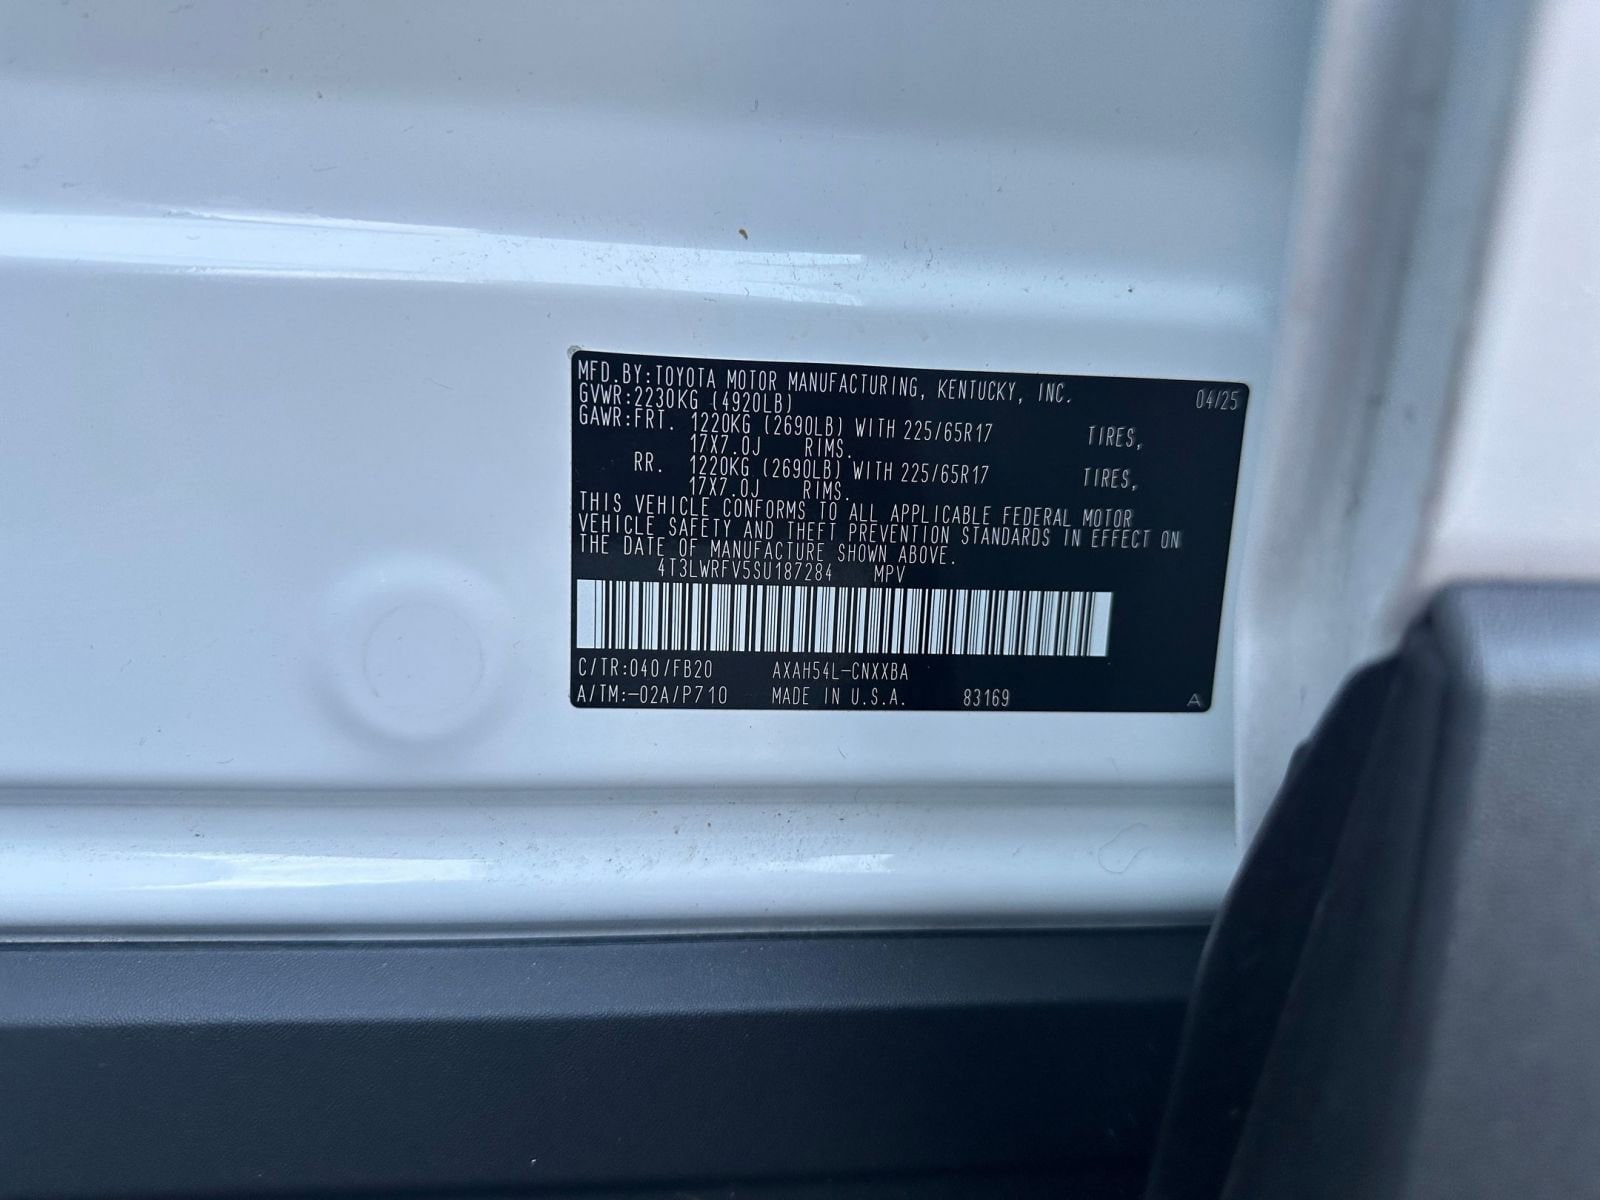 MFD.BY:TOYOTA MOTOR MANUFACTURING, KENTUCKY, INC. 04/25
GVWR:2230KG (4920LB)
GAWR:FRT. 1220KG (2690LB) WITH 225/65R17 TIRES,
17X7.0J RIMS.
RR. 1220KG (2690LB) WITH 225/65R17 TIRES,
17X7.0J RIMS.
THIS VEHICLE CONFORMS TO ALL APPLICABLE FEDERAL MOTOR
VEHICLE SAFETY AND THEFT PREVENTION STANDARDS IN EFFECT ON
THE DATE OF MANUFACTURE SHOWN ABOVE.
4T3LWRFV5SU187284 MPV
C/TR:040/FB20 AXAH54L-CNXXBA
A/TM:-02A/P710 MADE IN U.S.A. 83169 A